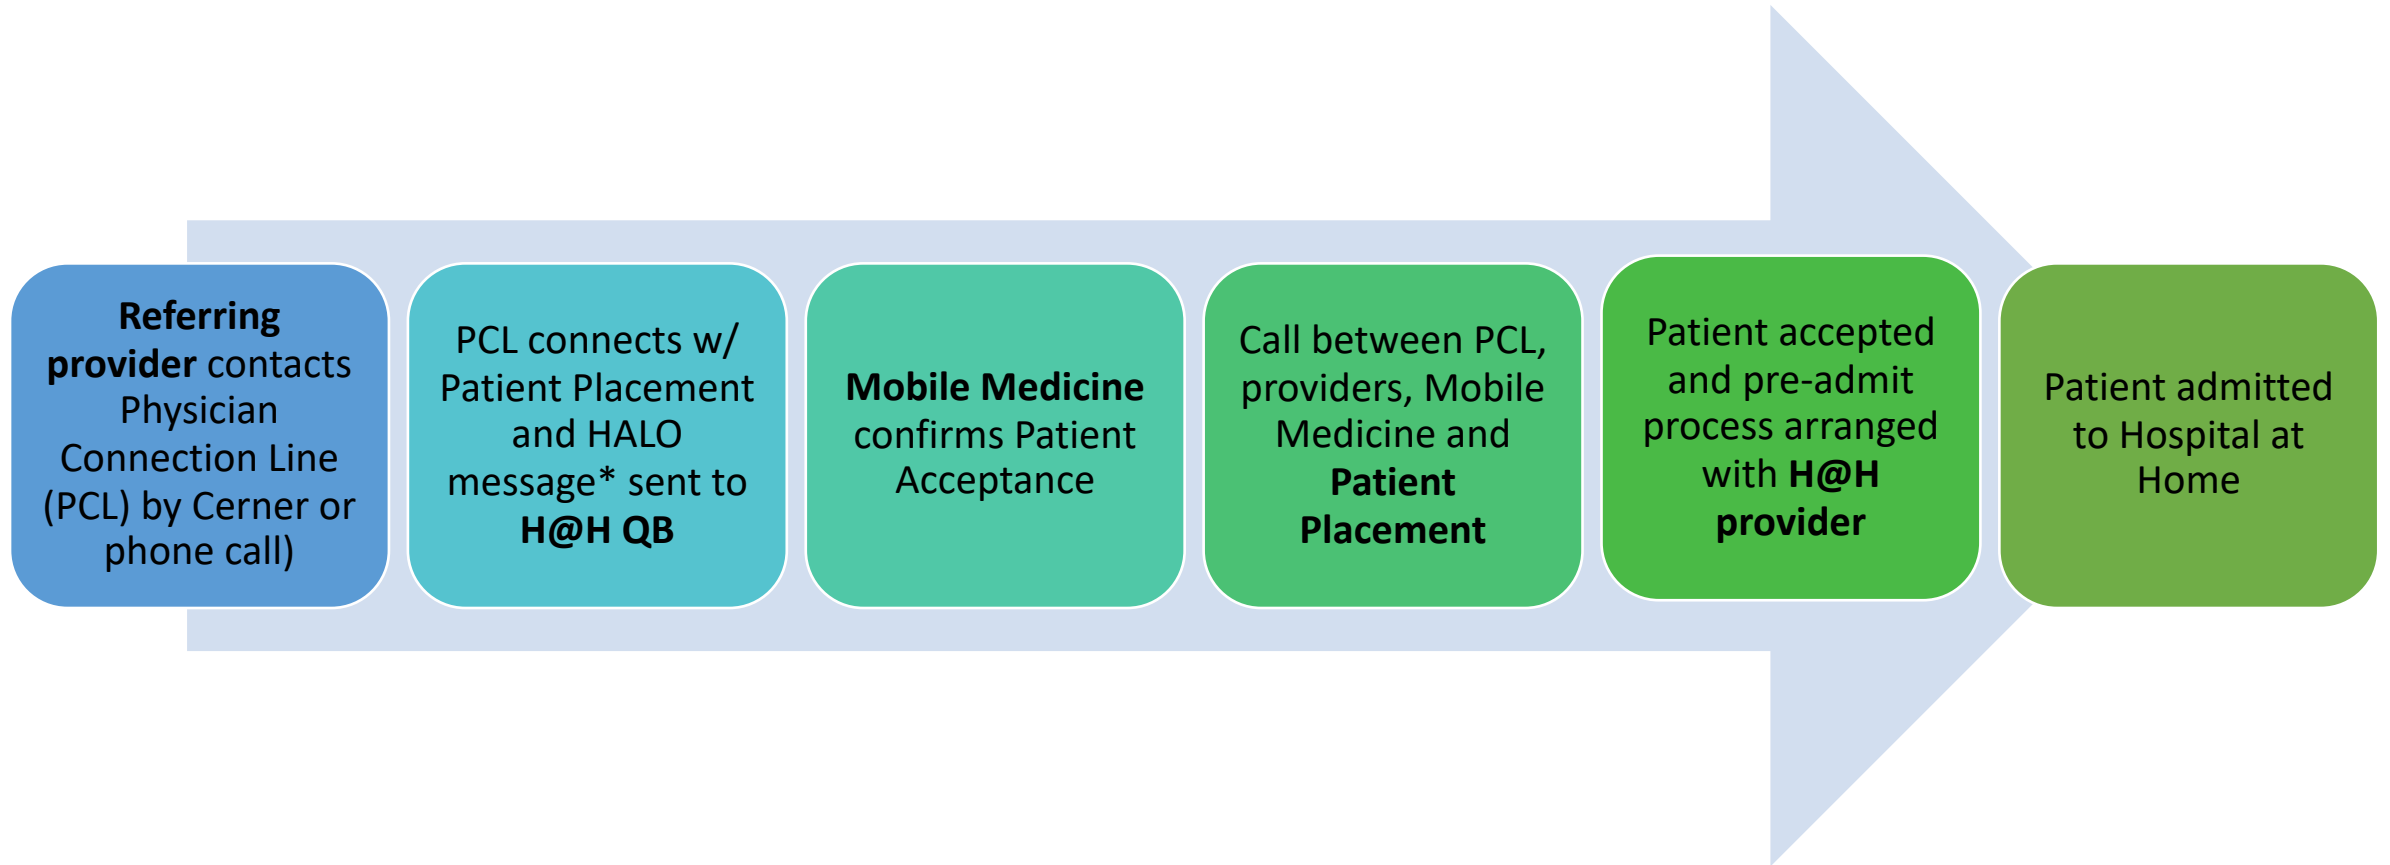 Referring
provider contacts
Physician
Connection Line
(PCL) by Cerner or
phone call)
PCL connects w/
Patient Placement
and HALO
message* sent to
H@H QB
Mobile Medicine
confirms Patient
Acceptance
Call between PCL,
providers, Mobile
Medicine and
Patient
Placement
Patient accepted
and pre-admit
process arranged
with H@H
provider
Patient admitted
to Hospital at
Home